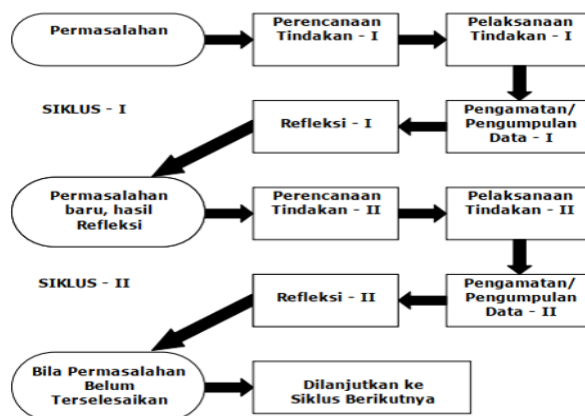 Permasalahan
Perencanaan
Tindakan - I
Pelaksanaan
Tindakan - I
SIKLUS - I
Refleksi - I
Pengamatan/
Pengumpulan
Data - I
Permasalahan
baru, hasil
Refleksi
Perencanaan
Tindakan - II
Pelaksanaan
Tindakan - II
SIKLUS - II
Refleksi - II
Pengamatan/
Pengumpulan
Data - II
Bila Permasalahan
Belum
Terselesaikan
Dilanjutkan ke
Siklus Berikutnya